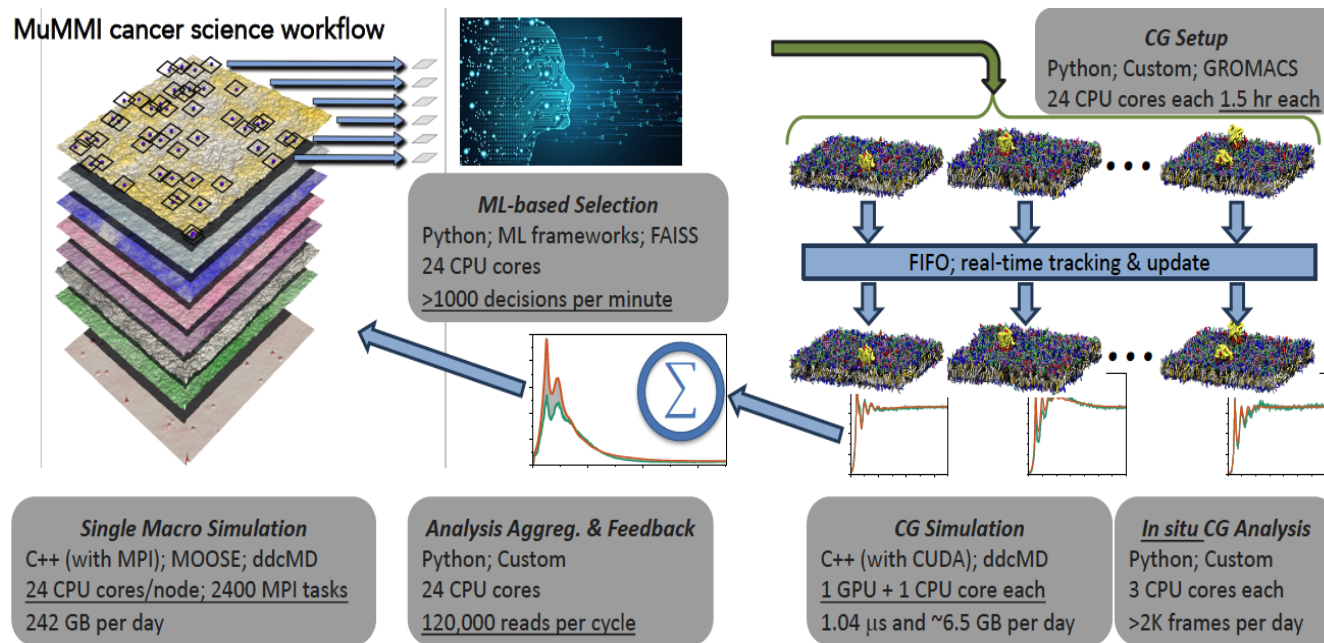 MuMMI cancer science workflow
CG Setup
Python; Custom; GROMACS
24 CPU cores each 1.5 hr each
ML-based Selection
Python; ML frameworks; FAISS
24 CPU cores
>1000 decisions per minute
FIFO; real-time tracking & update
∑
Single Macro Simulation
C++ (with MPI); MOOSE; ddcMD
24 CPU cores/node; 2400 MPI tasks
242 GB per day
Analysis Aggreg. & Feedback
Python; Custom
24 CPU cores
120,000 reads per cycle
CG Simulation
C++ (with CUDA); ddcMD
1 GPU + 1 CPU core each
1.04 μs and ~6.5 GB per day
In situ CG Analysis
Python; Custom
3 CPU cores each
>2K frames per day